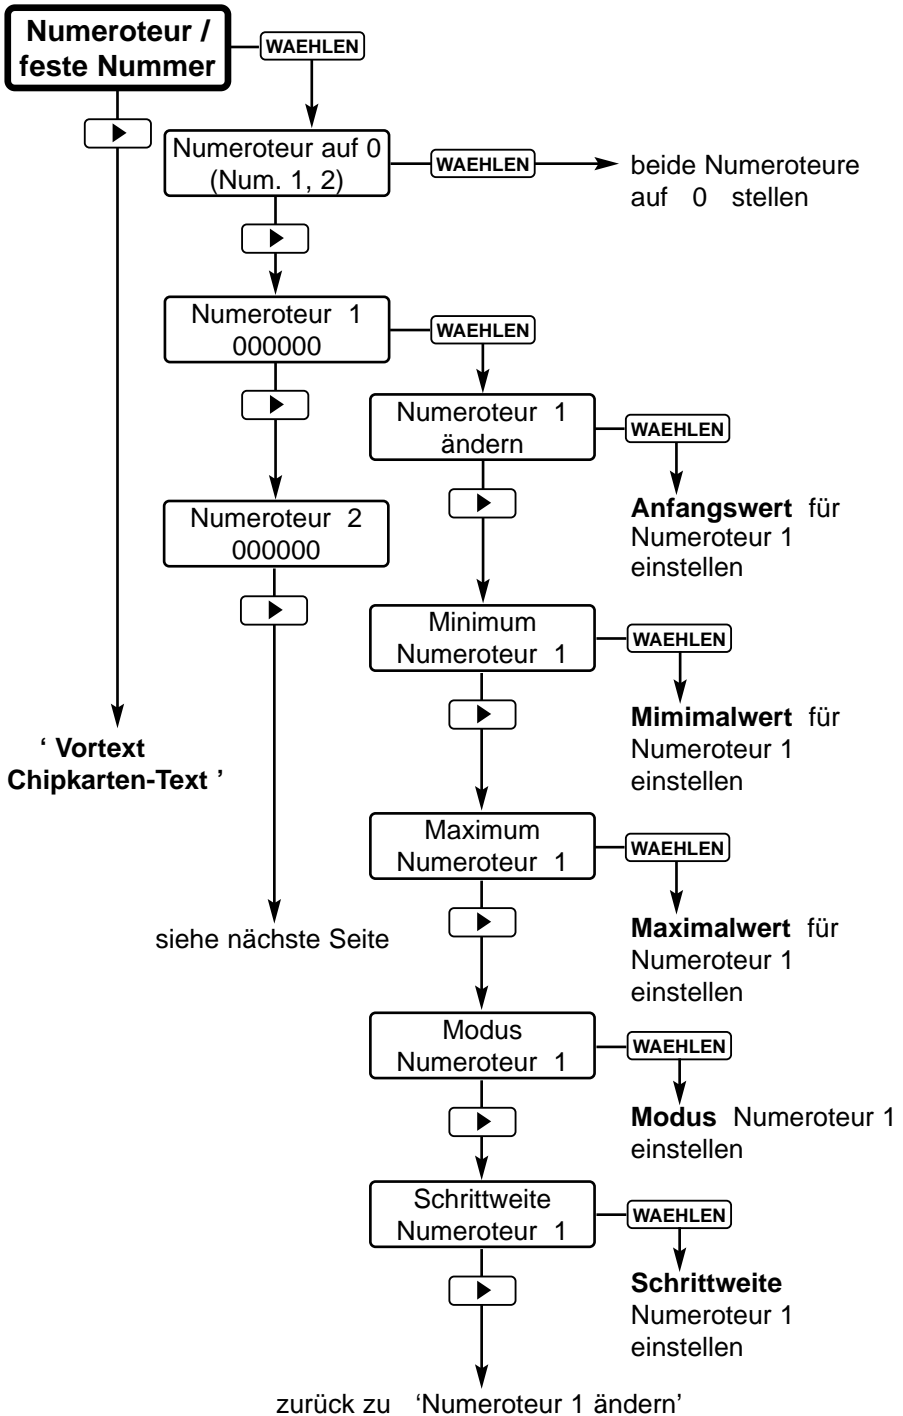 Numeroteur /
feste Nummer
WAEHLEN
Numeroteur auf 0
(Num. 1, 2)
WAEHLEN
beide Numeroteure
auf 0 stellen
Numeroteur 1
000000
WAEHLEN
Numeroteur 1
ändern
WAEHLEN
Anfangswert für
Numeroteur 1
einstellen
Numeroteur 2
000000
Minimum
Numeroteur 1
WAEHLEN
Mimimalwert für
Numeroteur 1
einstellen
‘ Vortext
Chipkarten-Text ’
Maximum
Numeroteur 1
WAEHLEN
Maximalwert für
Numeroteur 1
einstellen
siehe nächste Seite
Modus
Numeroteur 1
WAEHLEN
Modus Numeroteur 1
einstellen
Schrittweite
Numeroteur 1
WAEHLEN
Schrittweite
Numeroteur 1
einstellen
zurück zu ‘Numeroteur 1 ändern’